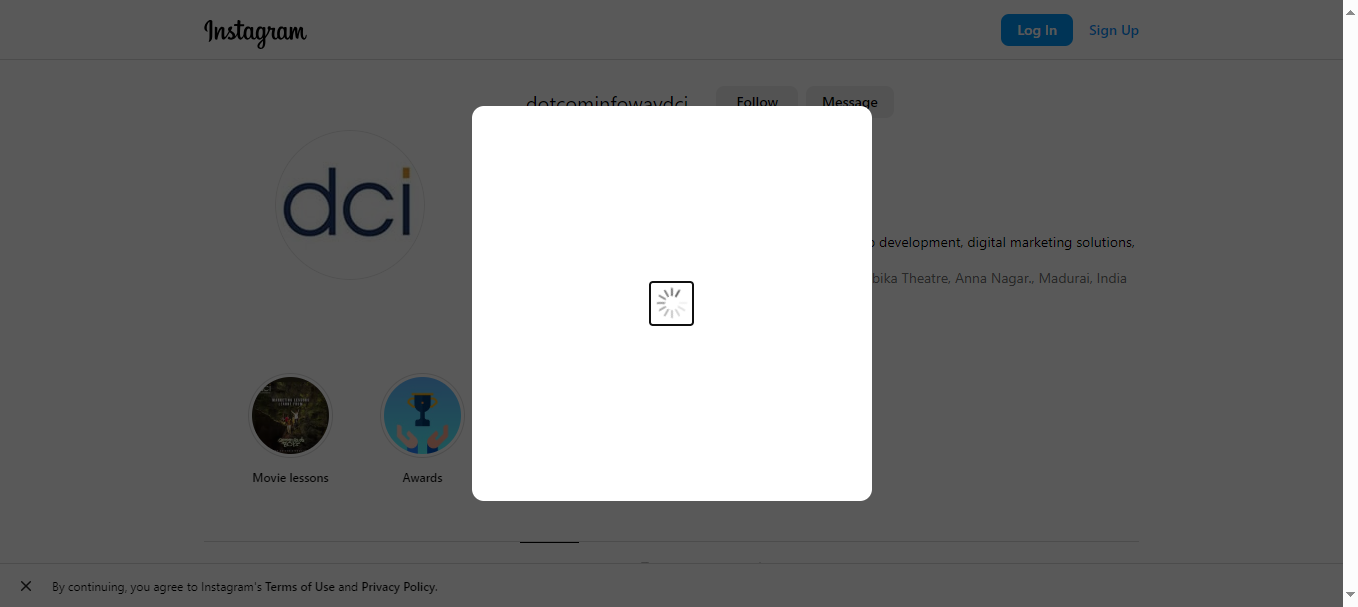 Instagram
Log In
Sign Up
dotcominfowaydci
Follow
Message
dci
development, digital marketing solutions,
Theatre, Anna Nagar., Madurai, India
Movie lessons
Awards
By continuing, you agree to Instagram's Terms of Use and Privacy Policy.